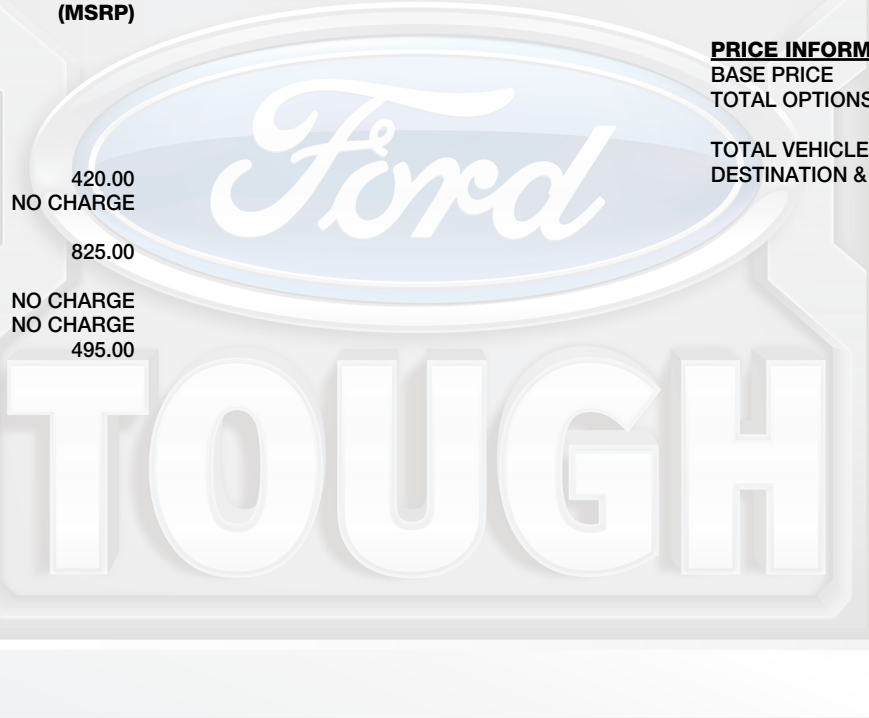 (MSRP)
420.00
NO CHARGE
825.00
NO CHARGE
NO CHARGE
495.00
PRICE INFORM
BASE PRICE
TOTAL OPTIONS
TOTAL VEHICLE
DESTINATION &
Ford
TOUGH